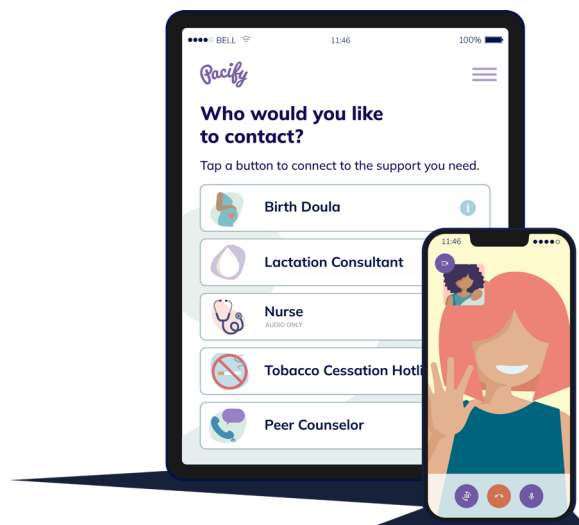 BELL 11:46 100%
Pacify
Who would you like
to contact?
Tap a button to connect to the support you need.
Birth Doula
i
Lactation Consultant
Nurse
AUDIO ONLY
Tobacco Cessation Hotli
Peer Counselor
11:46